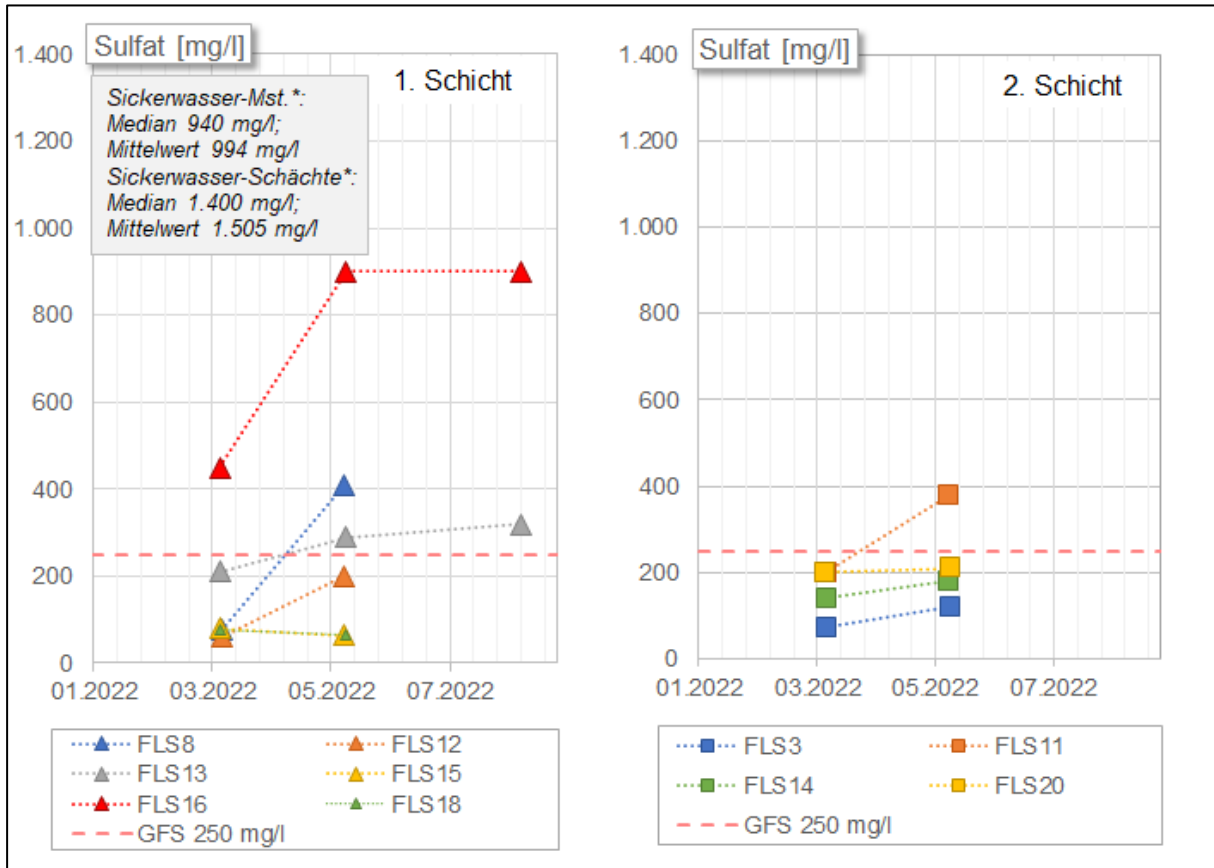 Sulfat [mg/l]
1. Schicht
Sickerwasser-Mst.*:
Median 940 mg/l;
Mittelwert 994 mg/l
Sickerwasser-Schächte*:
Median 1.400 mg/l;
Mittelwert 1.505 mg/l
1.400
1.200
1.000
800
600
400
200
0
01.2022 03.2022 05.2022 07.2022
FLS8 FLS12
FLS13 FLS15
FLS16 FLS18
GFS 250 mg/l
Sulfat [mg/l]
2. Schicht
1.400
1.200
1.000
800
600
400
200
0
01.2022 03.2022 05.2022 07.2022
FLS3 FLS11
FLS14 FLS20
GFS 250 mg/l